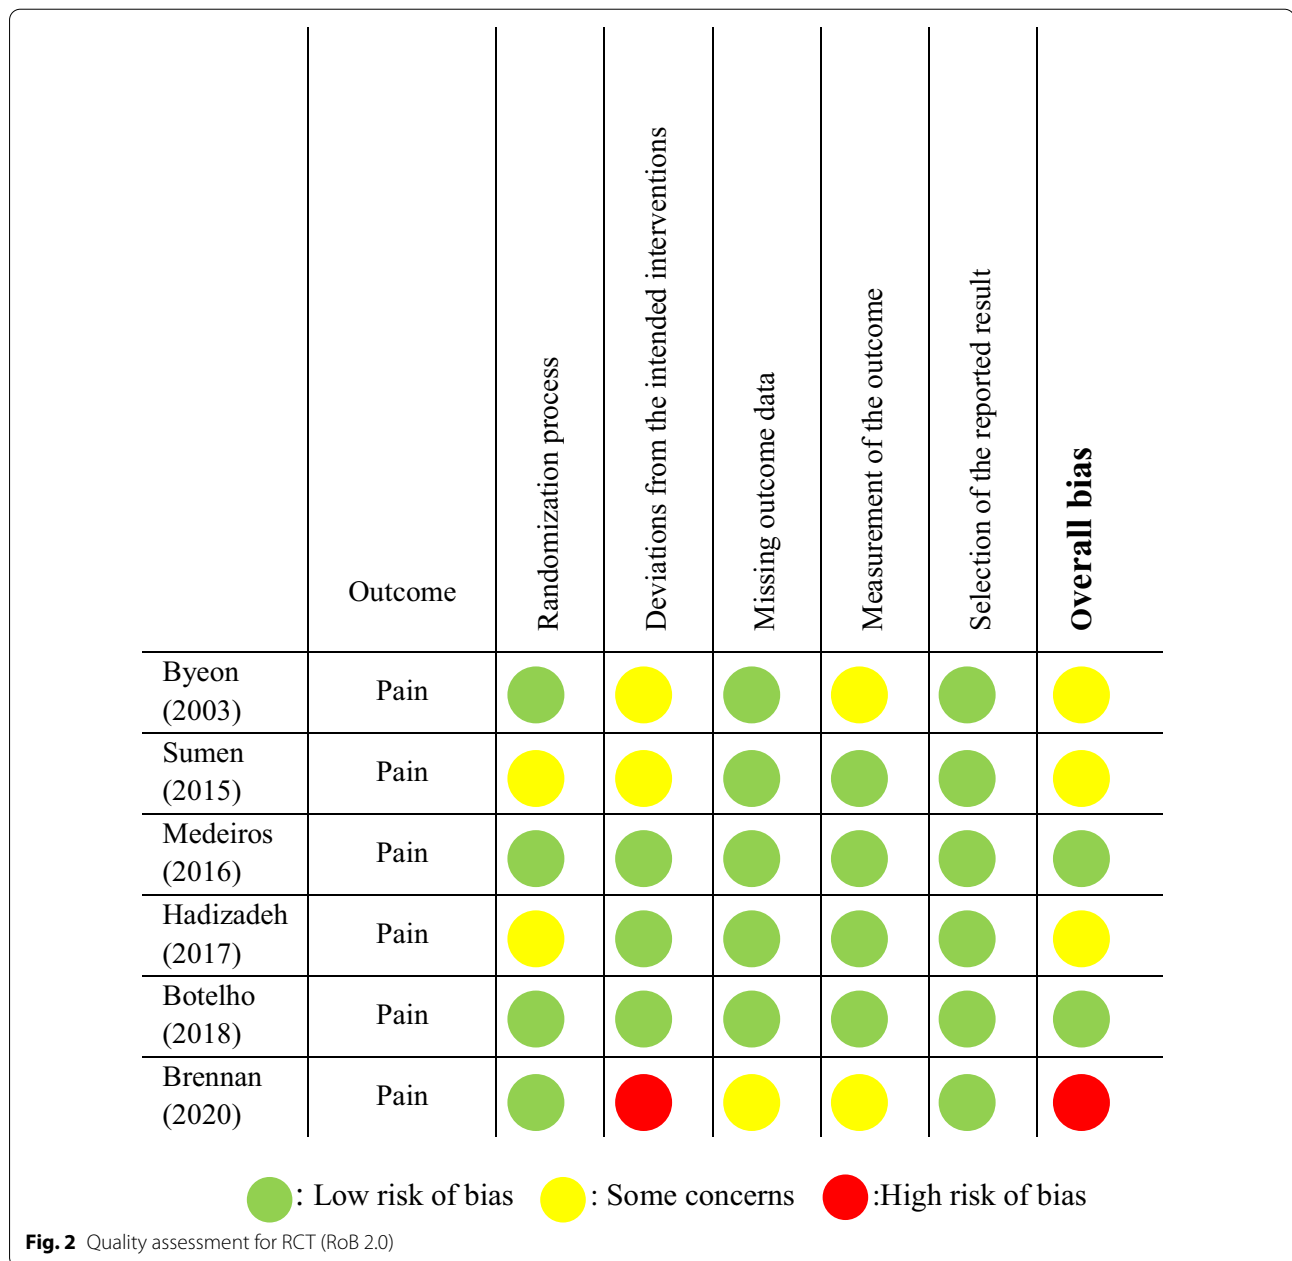 Outcome
Randomization process
Deviations from the intended interventions
Missing outcome data
Measurement of the outcome
Selection of the reported result
Overall bias
Byeon
(2003)
Pain
Sumen
(2015)
Pain
Medeiros
(2016)
Pain
Hadizadeh
(2017)
Pain
Botelho
(2018)
Pain
Brennan
(2020)
Pain
: Low risk of bias
: Some concerns
:High risk of bias
Fig. 2 Quality assessment for RCT (RoB 2.0)